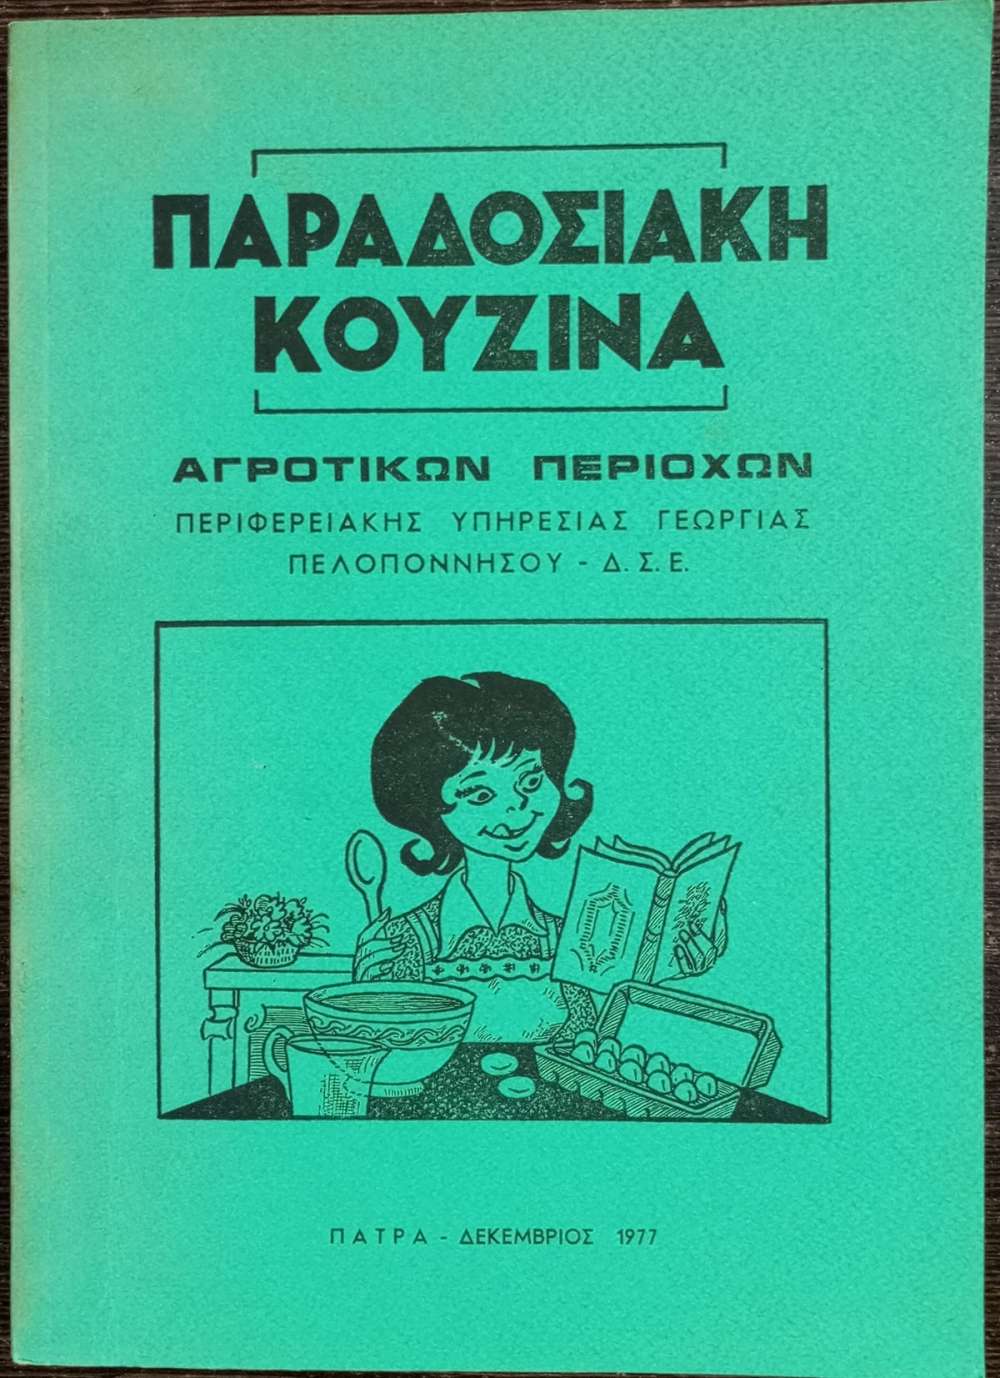 ΠΑΡΑΔΟΣΙΑΚΗ
ΚΟΥΖΙΝΑ
ΑΓΡΟΤΙΚΩΝ ΠΕΡΙΟΧΩΝ
ΠΕΡΙΦΕΡΕΙΑΚΗΣ ΥΠΗΡΕΣΙΑΣ ΓΕΩΡΓΙΑΣ
ΠΕΛΟΠΟΝΝΗΣΟΥ - Δ. Σ. Ε.
ΠΑΤΡΑ - ΔΕΚΕΜΒΡΙΟΣ 1977